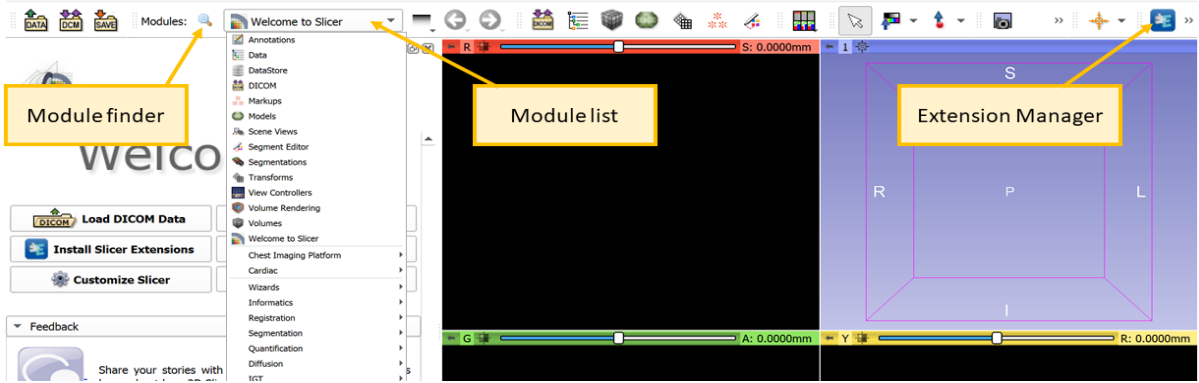 DATA
DCM
SAVE
Modules:
Welcome to Slicer
DICOM
»
»
Module finder
Module list
Extension Manager
Annotations
Data
DataStore
DICOM
Markups
Models
Scene Views
Segment Editor
Segmentations
Transforms
View Controllers
Volume Rendering
Volumes
Welcome to Slicer
Chest Imaging Platform
Cardiac
Wizards
Informatics
Registration
Segmentation
Quantification
Diffusion
IGT
Welco
DICOM Load DICOM Data
Install Slicer Extensions
Customize Slicer
Feedback
Share your stories with
R
S: 0.0000mm
1
S
R
P
L
I
G
A: 0.0000mm
Y
R: 0.0000mm